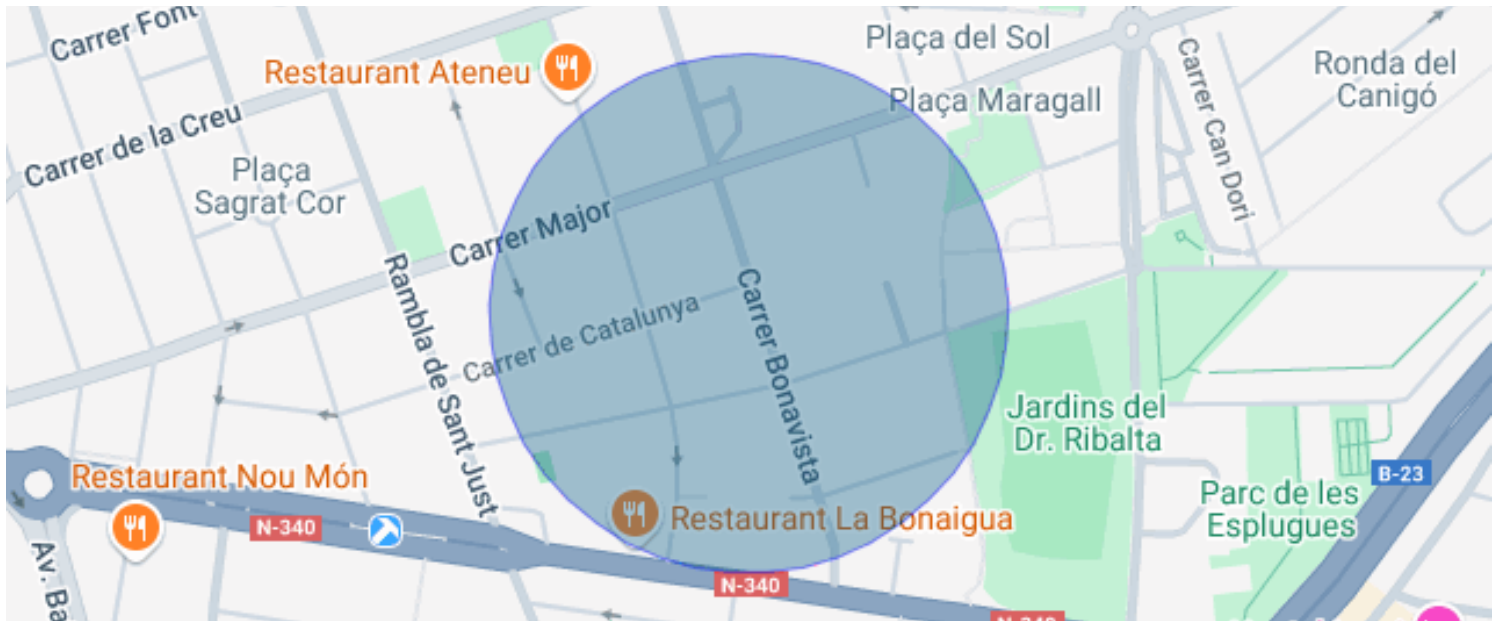 Carrer Font
Restaurant Ateneu
Plaça del Sol
Plaça Maragall
Carrer Can Dori
Ronda del
Canigó
Carrer de la Creu
Plaça
Sagrat Cor
Carrer Major
Rambla de Sant Just
Carrer de Catalunya
Carrer Bonavista
Jardins del
Dr. Ribalta
B-23
Parc de les
Esplugues
Restaurant Nou Món
N-340
Restaurant La Bonaigua
N-340
Av. Ba
N-340